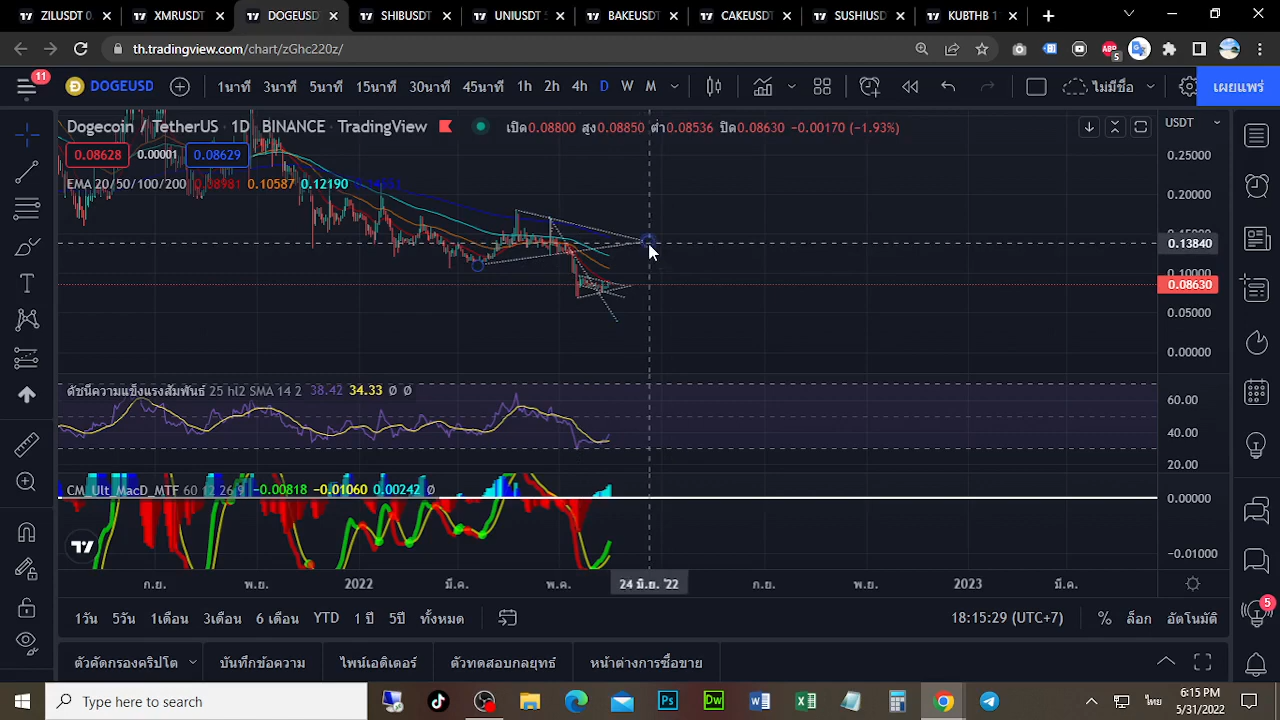 ZILUSDT 0. XMRUSDT DOGEUSD SHIBUSDT UNIUSDT BAKEUSDT CAKEUSDT SUSHIUSD KUBTHB 1
th.tradingview.com/chart/zGhc220z/
11 DOGEUSD 1นาที 3นาที 5นาที 15นาที 30นาที 45นาที 1h 2h 4h D W M ไม่มีชื่อ เผยแพร่
Dogecoin / TetherUS 1D BINANCE TradingView เปิด0.08800 สูง0.08850 ต่ำ0.08536 ปิด0.08630 -0.00170 (-1.93%) USDT
0.08628 0.00001 0.08629 0.25000
EMA 20/50/100/200 0.08981 0.10587 0.12190 0.20000
0.13840
0.10000
0.08630
0.05000
0.00000
ดัชนีความแข็งแรงสัมพันธ์ 25 hl2 SMA 14 2 38.42 34.33 Ø Ø 60.00
40.00
20.00
CM_Ult_MacD_MTF 60 12 26 9 -0.00818 -0.01060 0.00242 Ø 0.00000
-0.01000
ก.ย. พ.ย. 2022 มี.ค. พ.ค. 24 มิ.ย. '22 ก.ย. พ.ย. 2023 มี.ค.
1วัน 5วัน 1เดือน 3เดือน 6 เดือน YTD 1 ปี 5ปี ทั้งหมด 18:15:29 (UTC+7) % ล็อก อัตโนมัติ
5
ตัวคัดกรองคริปโต บันทึกข้อความ ไพน์เอดิเตอร์ ตัวทดสอบกลยุทธ์ หน้าต่างการซื้อขาย
Type here to search Ps Dw ไทย 6:15 PM
5/31/2022